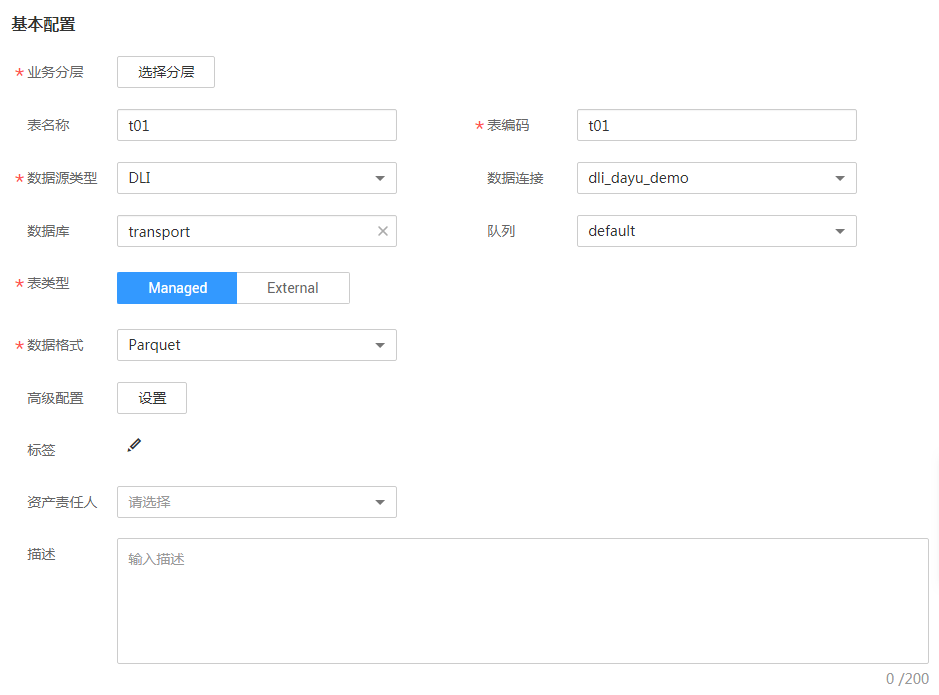 基本配置
* 业务分层 选择分层
表名称 t01 * 表编码 t01
* 数据源类型 DLI 数据连接 dli_dayu_demo
数据库 transport 队列 default
* 表类型 Managed External
* 数据格式 Parquet
高级配置 设置
标签
资产责任人 请选择
描述 输入描述
0 /200